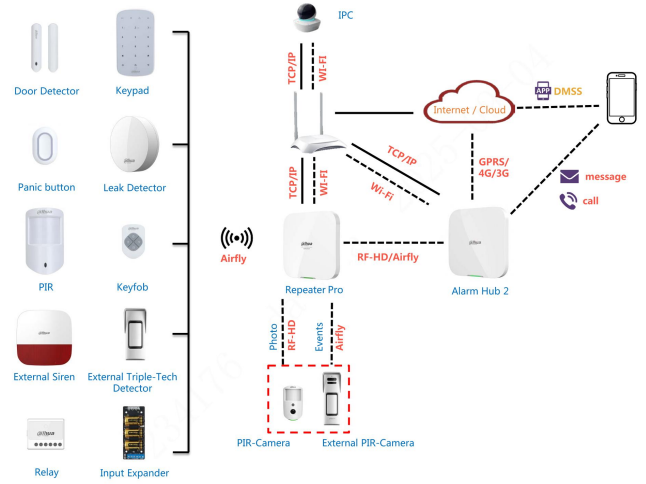 IPC
TCP/IP
WI-FI
Internet / Cloud
APP
DMSS
Door Detector
Keypad
TCP/IP
Wi-Fi
GPRS/
4G/3G
message
call
Panic button
Leak Detector
TCP/IP
WI-FI
Airfly
RF-HD/Airfly
PIR
Keyfob
Repeater Pro
Alarm Hub 2
Photo
RF-HD
Events
Airfly
External Siren
External Triple-Tech
Detector
PIR-Camera
External PIR-Camera
alhua
Relay
Input Expander